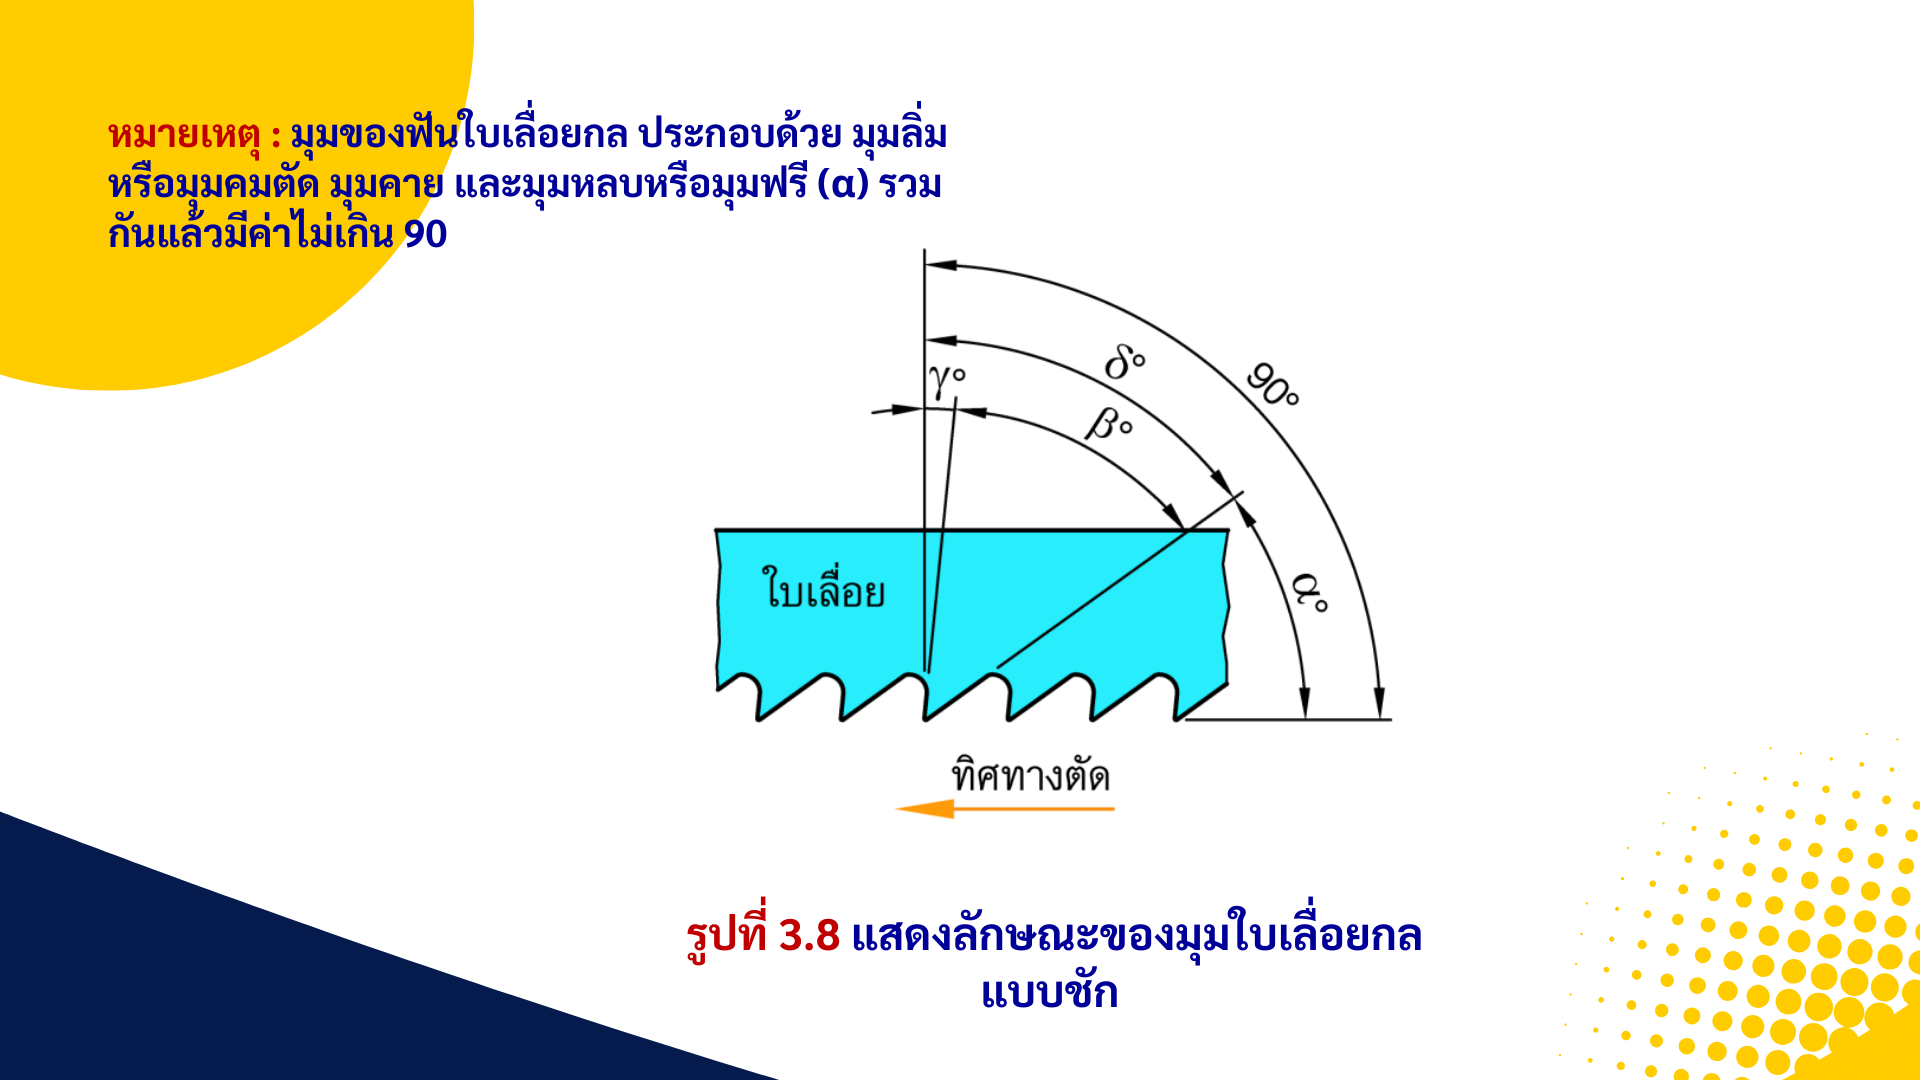 หมายเหตุ : มุมของฟันใบเลื่อยกล ประกอบด้วย มุมลิ่ม
หรือมุมคมตัด มุมคาย และมุมหลบหรือมุมฟรี (α) รวม
กันแล้วมีค่าไม่เกิน 90
90°
δ°
γ°
β°
α°
ใบเลื่อย
ทิศทางตัด
รูปที่ 3.8 แสดงลักษณะของมุมใบเลื่อยกล
แบบชัก